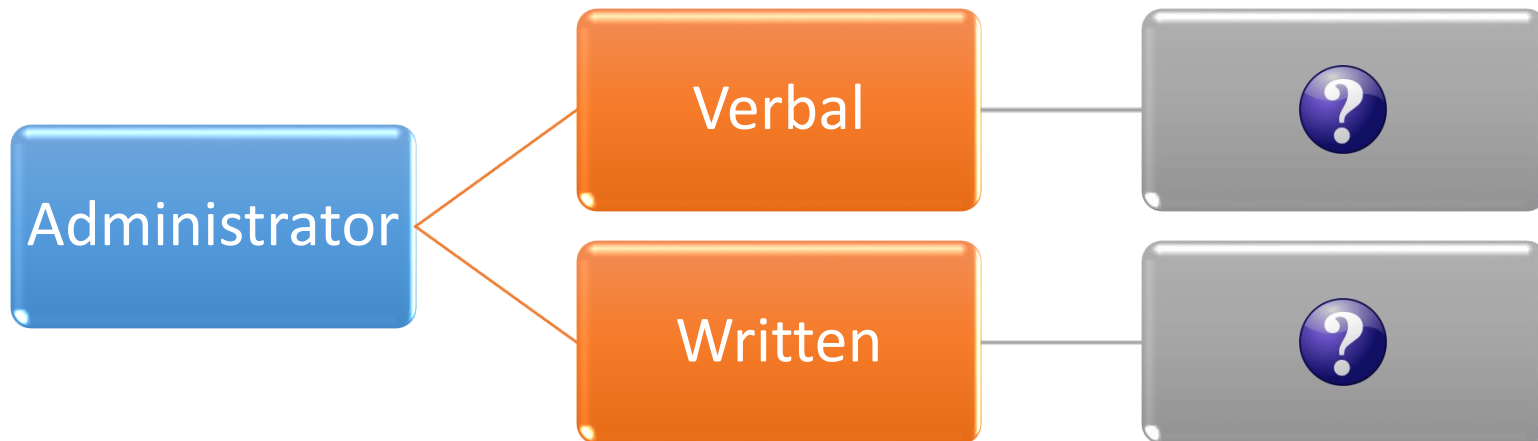 Administrator
Verbal
?
Written
?